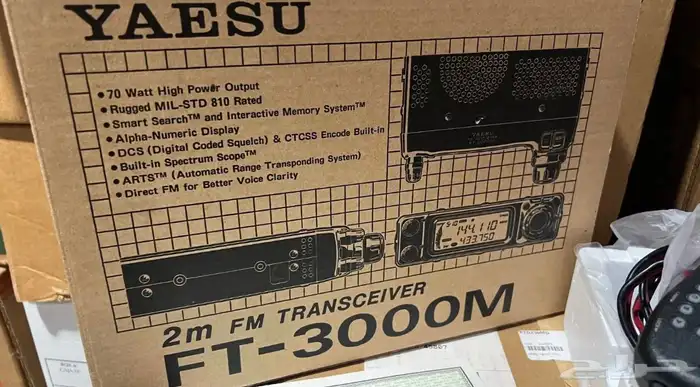 YAESU
•70 Watt High Power Output
•Rugged MIL-STD 810 Rated
•Smart Search™ and Interactive Memory System™
•Alpha-Numeric Display
•DCS (Digital Coded Squelch) & CTCSS Encode Built-in
•Built-in Spectrum Scope™
•ARTS™ (Automatic Range Transponding System)
•Direct FM for Better Voice Clarity
YAESU
144.110
433.750
2m FM TRANSCEIVER
FT-3000M